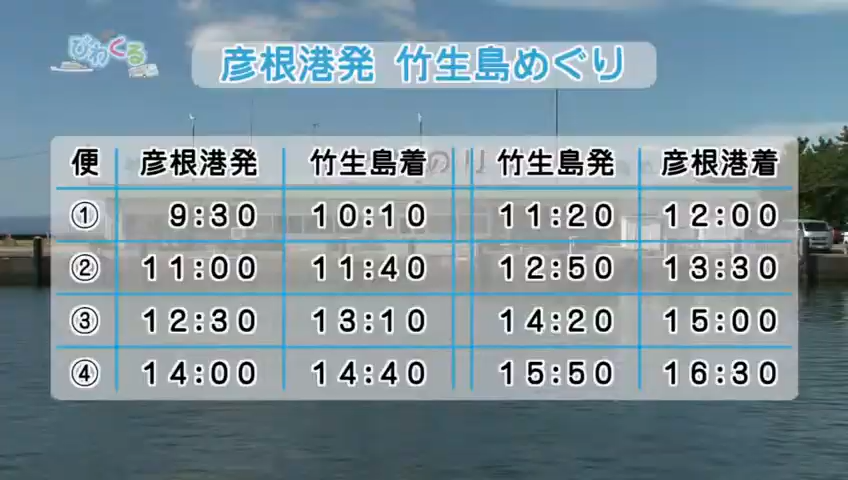 びわくる
彦根港発 竹生島めぐり
便 彦根港発 竹生島着 竹生島発 彦根港着
① 9:30 10:10 11:20 12:00
② 11:00 11:40 12:50 13:30
③ 12:30 13:10 14:20 15:00
④ 14:00 14:40 15:50 16:30